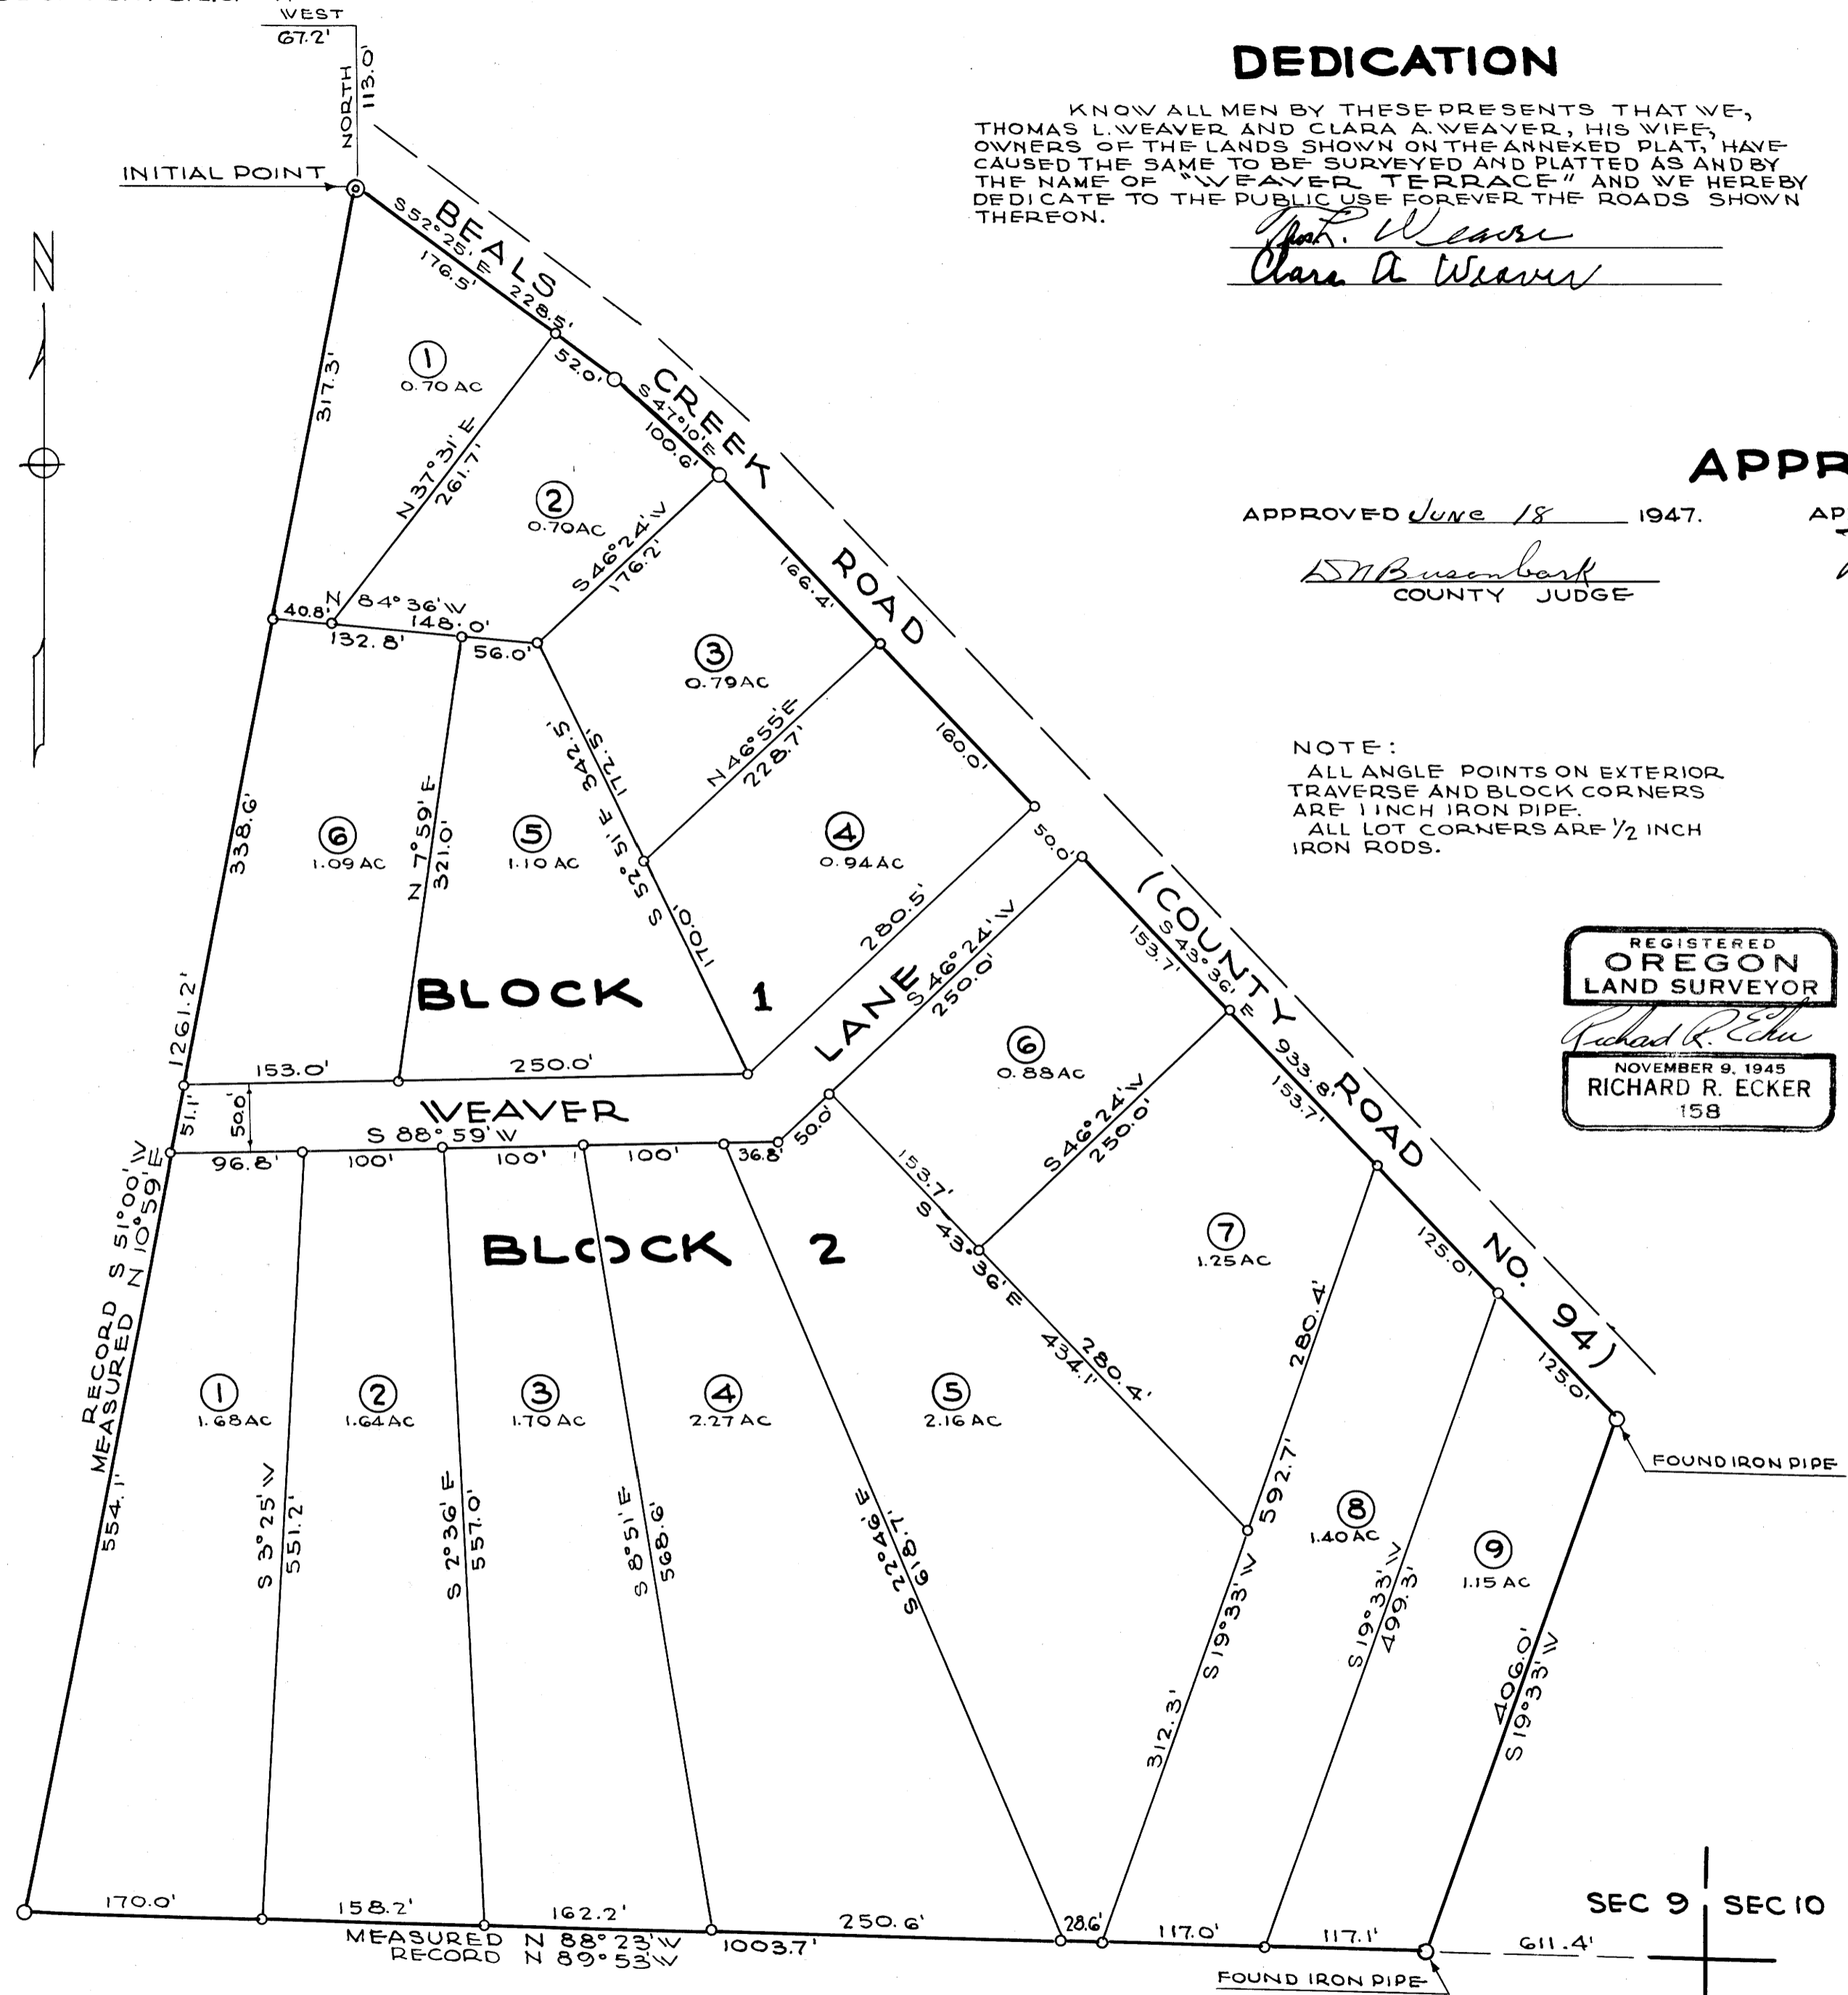 WEST
67.2'
NORTH
113.0'
INITIAL POINT
N
DEDICATION
KNOW ALL MEN BY THESE PRESENTS THAT WE,
THOMAS L. WEAVER AND CLARA A. WEAVER, HIS WIFE,
OWNERS OF THE LANDS SHOWN ON THE ANNEXED PLAT, HAVE
CAUSED THE SAME TO BE SURVEYED AND PLATTED AS AND BY
THE NAME OF "WEAVER TERRACE" AND WE HEREBY
DEDICATE TO THE PUBLIC USE FOREVER THE ROADS SHOWN
THEREON.
Thos L. Weaver
Clara A Weaver
APPR
APPROVED June 18 1947.
AP
COUNTY JUDGE
NOTE:
ALL ANGLE POINTS ON EXTERIOR
TRAVERSE AND BLOCK CORNERS
ARE 1 INCH IRON PIPE.
ALL LOT CORNERS ARE 1/2 INCH
IRON RODS.
REGISTERED
OREGON
LAND SURVEYOR
Richard R. Ecker
NOVEMBER 9, 1945
RICHARD R. ECKER
158
BEALS CREEK ROAD (COUNTY ROAD NO. 94)
S 52° 25' E
176.5'
228.5'
52.0'
S 47° 10' E
100.6'
166.4'
160.0'
50.0'
153.7'
S 43° 36' E
933.8'
153.7'
125.0'
125.0'
317.3'
1
0.70 AC
N 37° 31' E
261.7'
2
0.70 AC
S 46° 24' W
176.2'
40.8'
N 84° 36' W
148.0'
132.8'
56.0'
3
0.79 AC
N 46° 55' E
228.7'
S 52° 51' E 342.5'
172.5'
170.0'
4
0.94 AC
280.5'
338.6'
6
1.09 AC
N 7° 59' E
321.0'
5
1.10 AC
BLOCK 1
1261.2'
153.0'
250.0'
51.1'
50.0'
WEAVER LANE
S 88° 59' W
96.8'
100'
100'
100'
36.8'
50.0'
S 46° 24' W
250.0'
6
0.88 AC
S 46° 24' W
250.0'
153.7'
S 43° 36' E
280.4'
434.1'
7
1.25 AC
280.4'
592.7'
BLOCK 2
RECORD S 51° 00' W
MEASURED N 10° 59' E
554.1'
1
1.68 AC
S 3° 25' W
551.2'
2
1.64 AC
S 2° 36' E
557.0'
3
1.70 AC
S 8° 51' E
568.6'
4
2.27 AC
S 22° 46' E
618.7'
5
2.16 AC
S 19° 33' W
312.3'
8
1.40 AC
S 19° 33' W
499.3'
9
1.15 AC
406.0'
S 19° 33' W
FOUND IRON PIPE
170.0'
158.2'
162.2'
250.6'
28.6'
117.0'
117.1'
611.4'
MEASURED N 88° 23' W
RECORD N 89° 53' W
1003.7'
FOUND IRON PIPE
SEC 9
SEC 10